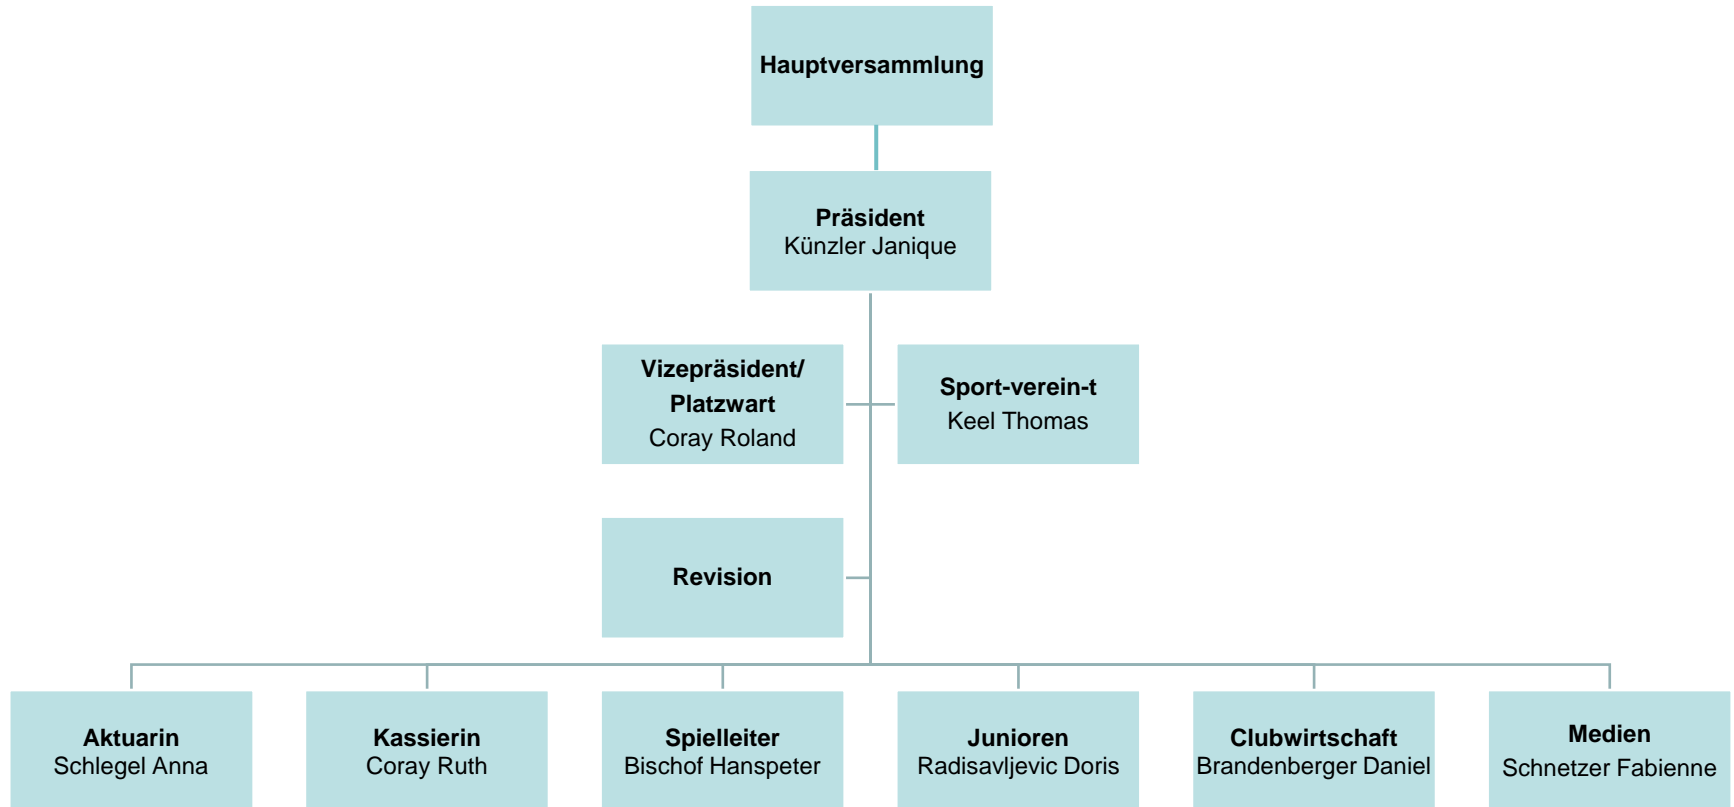 Hauptversammlung
Präsident
Künzler Janique
Vizepräsident/
Platzwart
Coray Roland
Sport-verein-t
Keel Thomas
Revision
Aktuarin
Schlegel Anna
Kassierin
Coray Ruth
Spielleiter
Bischof Hanspeter
Junioren
Radisavljevic Doris
Clubwirtschaft
Brandenberger Daniel
Medien
Schnetzer Fabienne